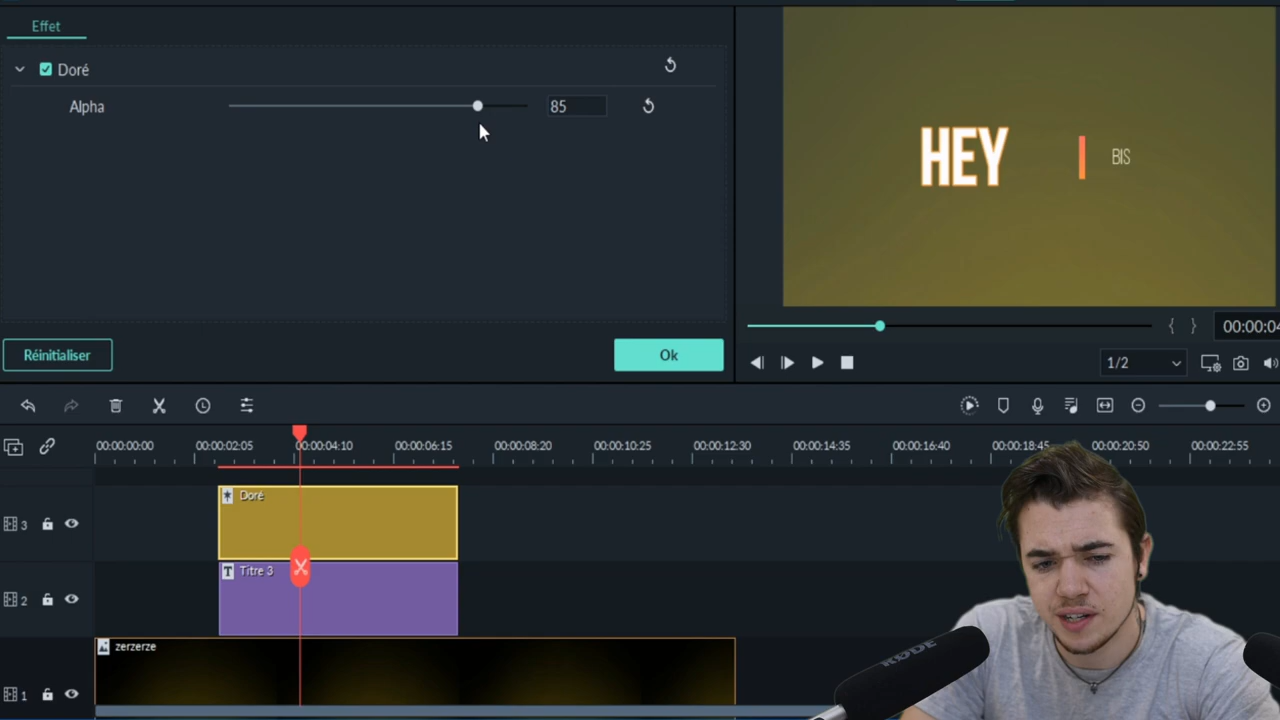 Effet
Doré
Alpha
85
HEY
BIS
Réinitialiser
Ok
00:00:04
1/2
00:00:00:00
00:00:02:05
00:00:04:10
00:00:06:15
00:00:08:20
00:00:10:25
00:00:12:30
00:00:14:35
00:00:16:40
00:00:18:45
00:00:20:50
00:00:22:55
3
Doré
2
T Titre 3
zerzerze
1
RØDE